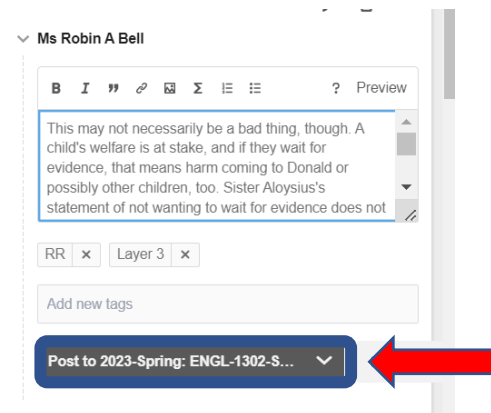 Ms Robin A Bell
B I ” Σ ? Preview
This may not necessarily be a bad thing, though. A
child's welfare is at stake, and if they wait for
evidence, that means harm coming to Donald or
possibly other children, too. Sister Aloysius's
statement of not wanting to wait for evidence does not
RR × Layer 3 ×
Add new tags
Post to 2023-Spring: ENGL-1302-S...